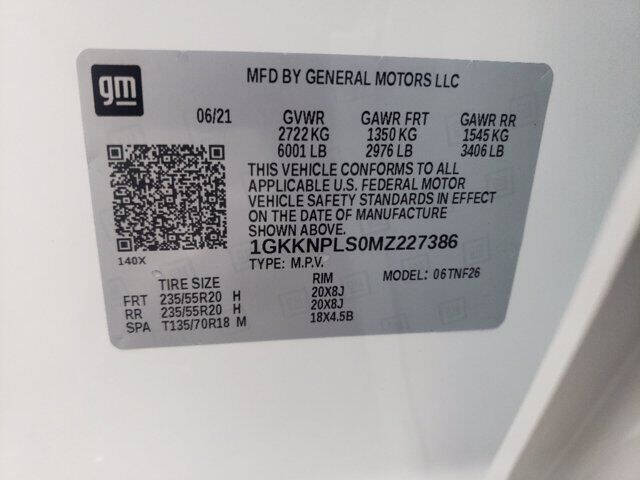 gm
MFD BY GENERAL MOTORS LLC
06/21 GVWR GAWR FRT GAWR RR
2722 KG 1350 KG 1545 KG
6001 LB 2976 LB 3406 LB
THIS VEHICLE CONFORMS TO ALL
APPLICABLE U.S. FEDERAL MOTOR
VEHICLE SAFETY STANDARDS IN EFFECT
ON THE DATE OF MANUFACTURE
SHOWN ABOVE.
1GKKNPLS0MZ227386
140X
TYPE: M.P.V. MODEL: 06TNF26
TIRE SIZE RIM
FRT 235/55R20 H 20X8J
RR 235/55R20 H 20X8J
SPA T135/70R18 M 18X4.5B